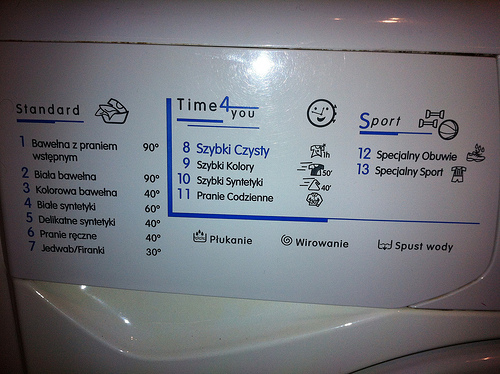 Standard
1 Bawełna z praniem
wstępnym 90°
2 Biała bawełna 90°
3 Kolorowa bawełna 40°
4 Białe syntetyki 60°
5 Delikatne syntetyki 40°
6 Pranie ręczne 40°
7 Jedwab/Firanki 30°
Time4you
8 Szybki Czysty 1h
9 Szybki Kolory 50'
10 Szybki Syntetyki 40'
11 Pranie Codzienne
Sport
12 Specjalny Obuwie
13 Specjalny Sport
Płukanie
Wirowanie
Spust wody